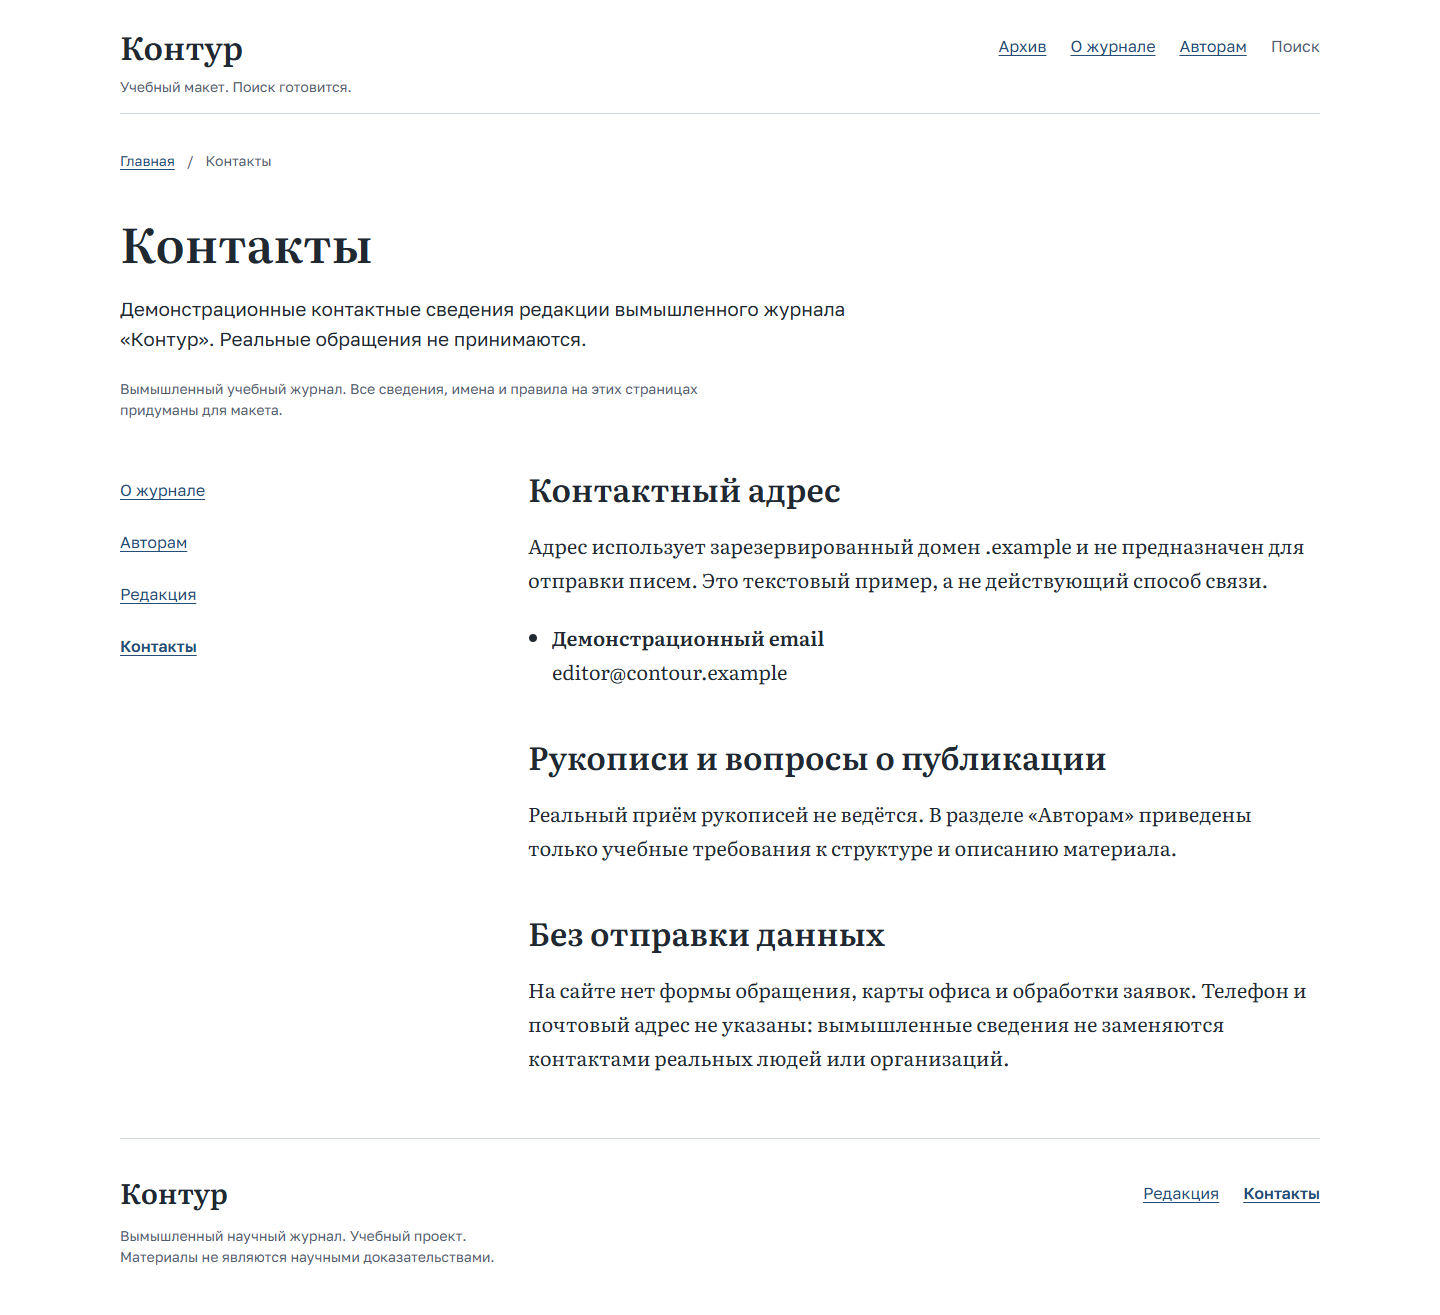 Контур
Архив О журнале Авторам Поиск
Учебный макет. Поиск готовится.
Главная / Контакты
Контакты
Демонстрационные контактные сведения редакции вымышленного журнала
«Контур». Реальные обращения не принимаются.
Вымышленный учебный журнал. Все сведения, имена и правила на этих страницах
придуманы для макета.
О журнале
Авторам
Редакция
Контакты
Контактный адрес
Адрес использует зарезервированный домен .example и не предназначен для
отправки писем. Это текстовый пример, а не действующий способ связи.
• Демонстрационный email
editor@contour.example
Рукописи и вопросы о публикации
Реальный приём рукописей не ведётся. В разделе «Авторам» приведены
только учебные требования к структуре и описанию материала.
Без отправки данных
На сайте нет формы обращения, карты офиса и обработки заявок. Телефон и
почтовый адрес не указаны: вымышленные сведения не заменяются
контактами реальных людей или организаций.
Контур
Редакция Контакты
Вымышленный научный журнал. Учебный проект.
Материалы не являются научными доказательствами.